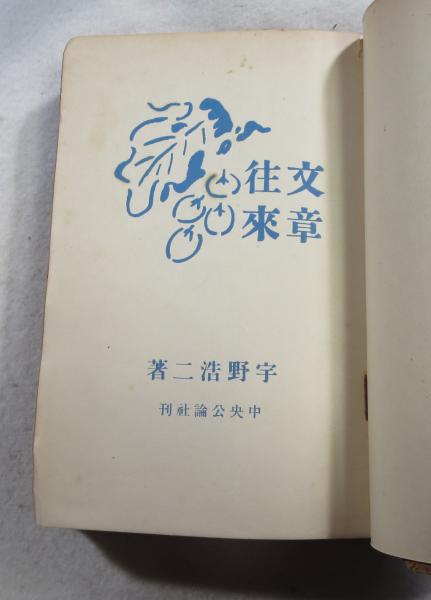 文章
往來
宇野浩二著
中央公論社刊